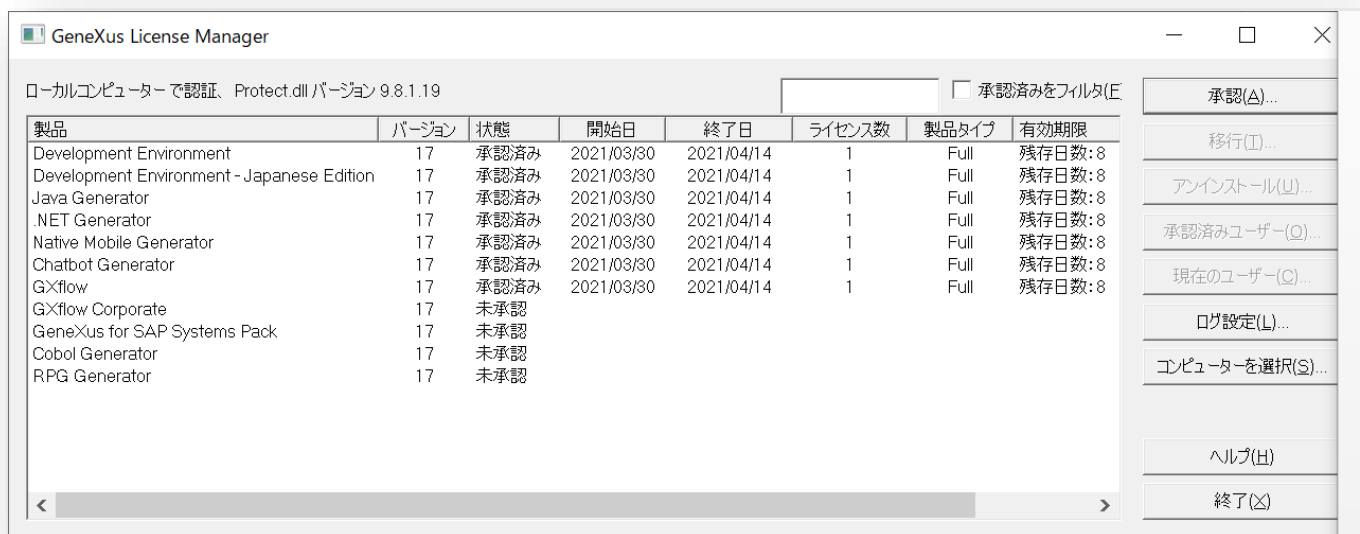 GeneXus License Manager
ローカルコンピューター で認証、 Protect.dll バージョン 9.8.1.19
承認済みをフィルタ(F
承認(A)...
製品 バージョン 状態 開始日 終了日 ライセンス数 製品タイプ 有効期限
Development Environment 17 承認済み 2021/03/30 2021/04/14 1 Full 残存日数:8
移行(T)...
Development Environment - Japanese Edition 17 承認済み 2021/03/30 2021/04/14 1 Full 残存日数:8
アンインストール(U)...
Java Generator 17 承認済み 2021/03/30 2021/04/14 1 Full 残存日数:8
.NET Generator 17 承認済み 2021/03/30 2021/04/14 1 Full 残存日数:8
承認済みユーザー(O)...
Native Mobile Generator 17 承認済み 2021/03/30 2021/04/14 1 Full 残存日数:8
Chatbot Generator 17 承認済み 2021/03/30 2021/04/14 1 Full 残存日数:8
現在のユーザー(C)...
GXflow 17 承認済み 2021/03/30 2021/04/14 1 Full 残存日数:8
GXflow Corporate 17 未承認
ログ設定(L)...
GeneXus for SAP Systems Pack 17 未承認
Cobol Generator 17 未承認
コンピューターを選択(S)...
RPG Generator 17 未承認
ヘルプ(H)
終了(X)